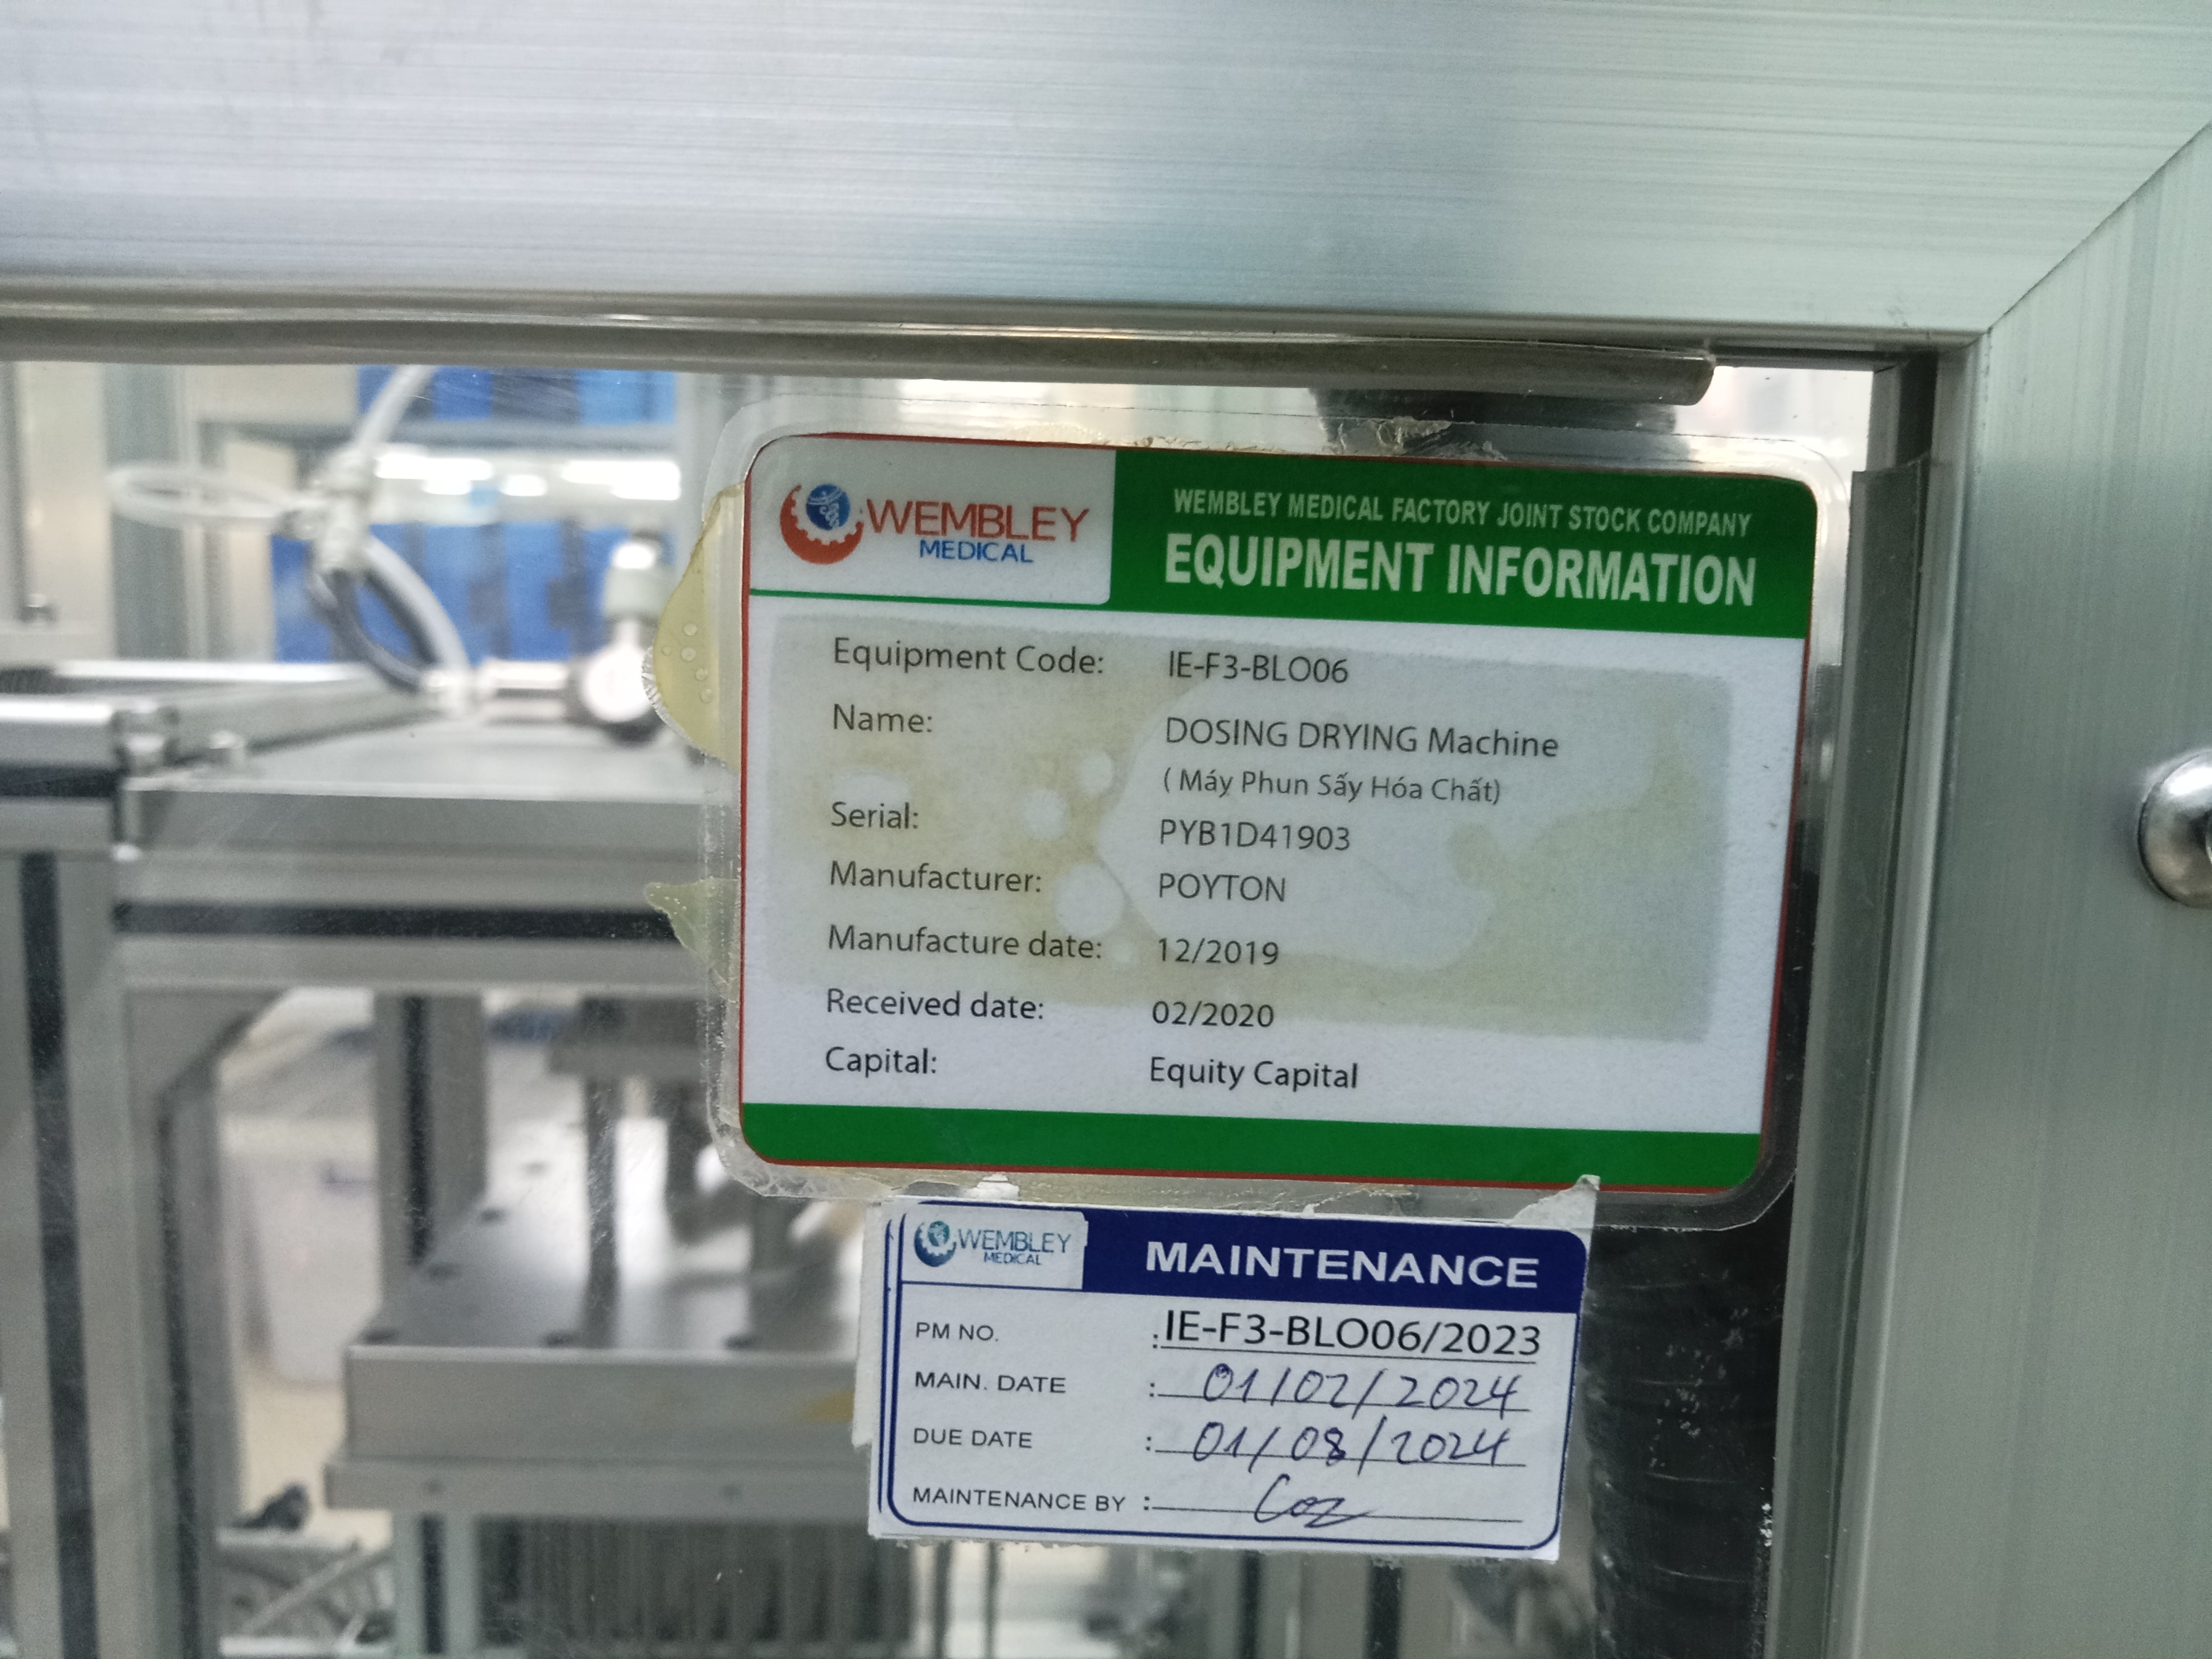 WEMBLEY
MEDICAL
WEMBLEY MEDICAL FACTORY JOINT STOCK COMPANY
EQUIPMENT INFORMATION
Equipment Code: IE-F3-BLO06
Name: DOSING DRYING Machine
( Máy Phun Sấy Hóa Chất)
Serial: PYB1D41903
Manufacturer: POYTON
Manufacture date: 12/2019
Received date: 02/2020
Capital: Equity Capital
WEMBLEY
MEDICAL
MAINTENANCE
PM NO. : IE-F3-BLO06/2023
MAIN. DATE : 01/02/2024
DUE DATE : 01/08/2024
MAINTENANCE BY :